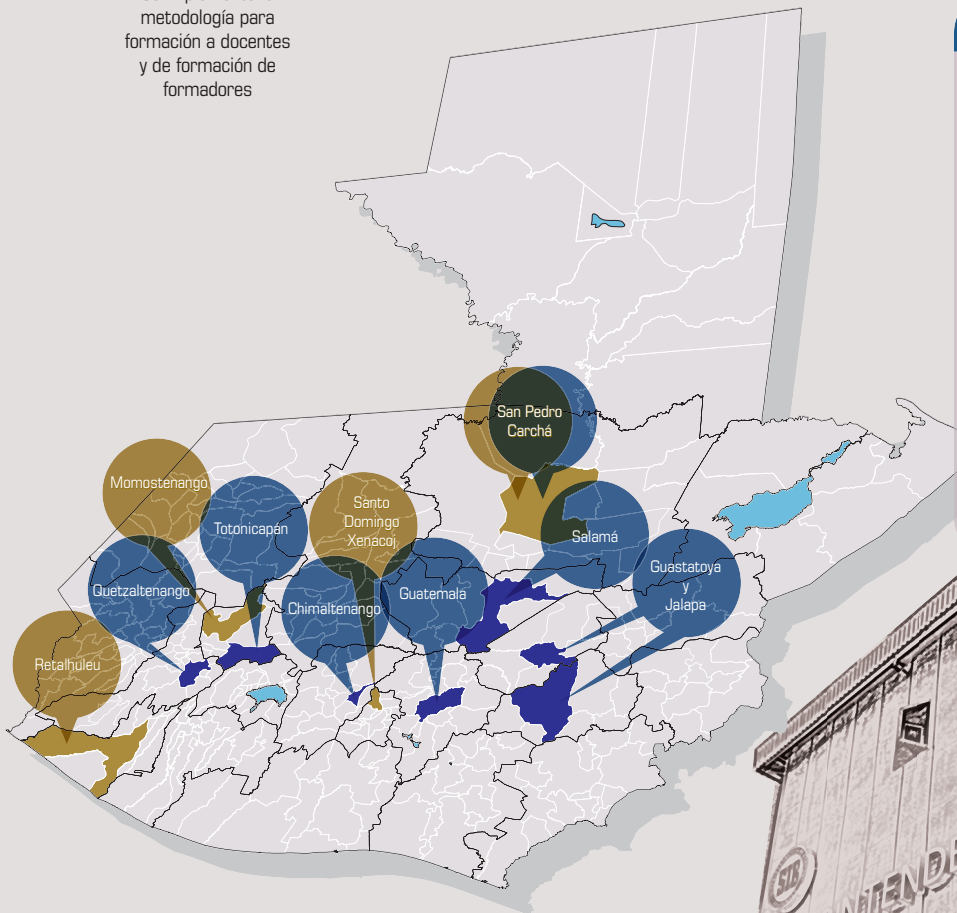 metodología para
formación a docentes
y de formación de
formadores
San Pedro
Carchá
Momostenango
Santo
Domingo
Xenacoj
Totonicapán
Salamá
Quetzaltenango
Chimaltenango
Guatemala
Guastatoya
y
Jalapa
Retalhuleu
SIB